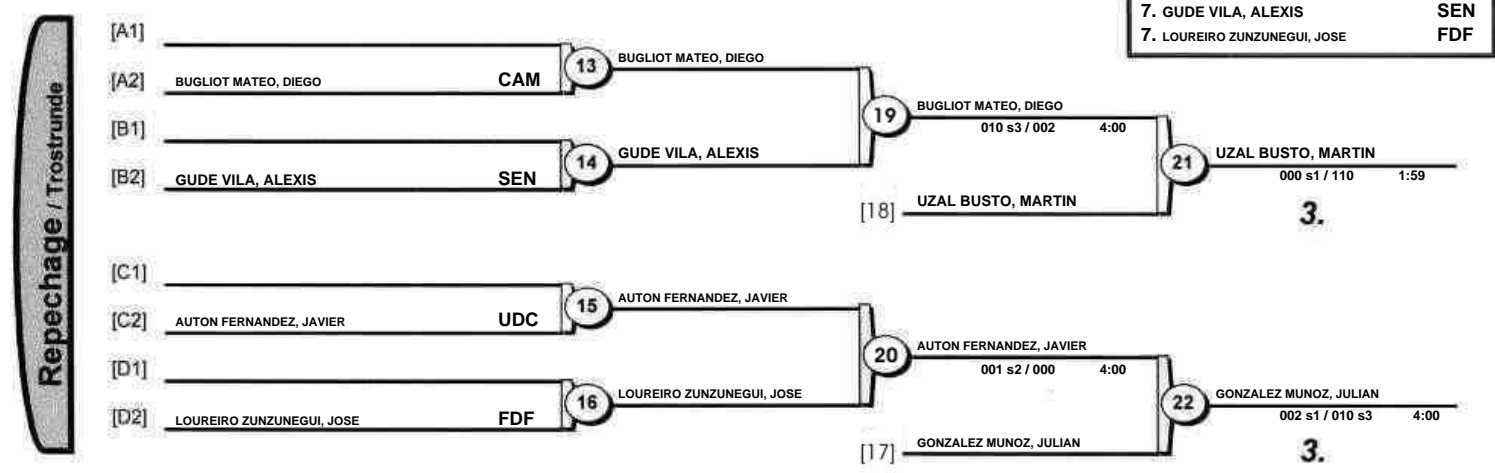 7. GUDE VILA, ALEXIS SEN
7. LOUREIRO ZUNZUNEGUI, JOSE FDF
Repechage / Trostrunde
[A1]
[A2] BUGLIOT MATEO, DIEGO CAM
13 BUGLIOT MATEO, DIEGO
[B1]
[B2] GUDE VILA, ALEXIS SEN
14 GUDE VILA, ALEXIS
19 BUGLIOT MATEO, DIEGO
010 s3 / 002 4:00
[18] UZAL BUSTO, MARTIN
21 UZAL BUSTO, MARTIN
000 s1 / 110 1:59
3.
[C1]
[C2] AUTON FERNANDEZ, JAVIER UDC
15 AUTON FERNANDEZ, JAVIER
[D1]
[D2] LOUREIRO ZUNZUNEGUI, JOSE FDF
16 LOUREIRO ZUNZUNEGUI, JOSE
20 AUTON FERNANDEZ, JAVIER
001 s2 / 000 4:00
[17] GONZALEZ MUNOZ, JULIAN
22 GONZALEZ MUNOZ, JULIAN
002 s1 / 010 s3 4:00
3.